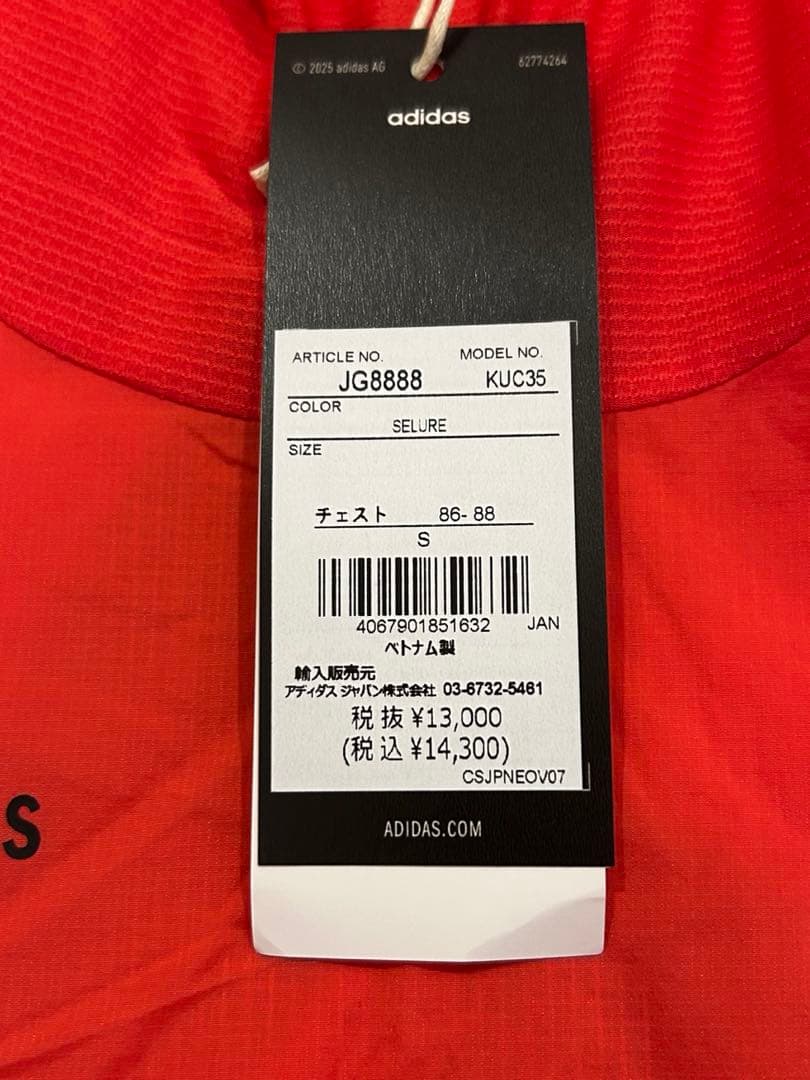 © 2025 adidas AG 62774264
adidas
ARTICLE NO. MODEL NO.
JG8888 KUC35
COLOR
SELURE
SIZE
チェスト 86-88
S
4067901851632 JAN
ベトナム製
輸入販売元
アディダス ジャパン株式会社 03-6732-5461
税抜 ¥13,000
(税込 ¥14,300)
CSJPNEOV07
ADIDAS.COM
S